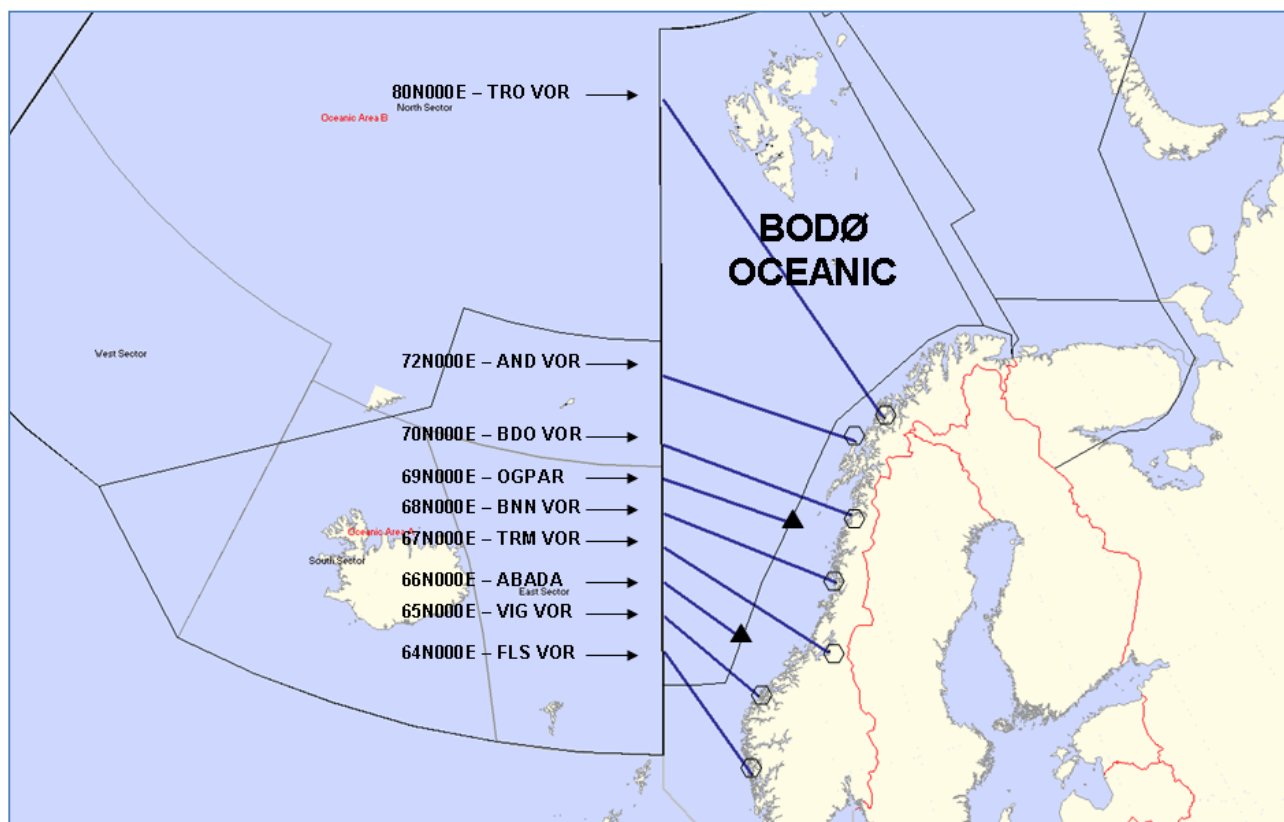 80N000E – TRO VOR
North Sector
Oceanic Area B
BODØ
OCEANIC
West Sector
72N000E – AND VOR
70N000E – BDO VOR
69N000E – OGPAR
68N000E – BNN VOR
Oceanic Area A
67N000E – TRM VOR
South Sector
66N000E – ABADA
East Sector
65N000E – VIG VOR
64N000E – FLS VOR